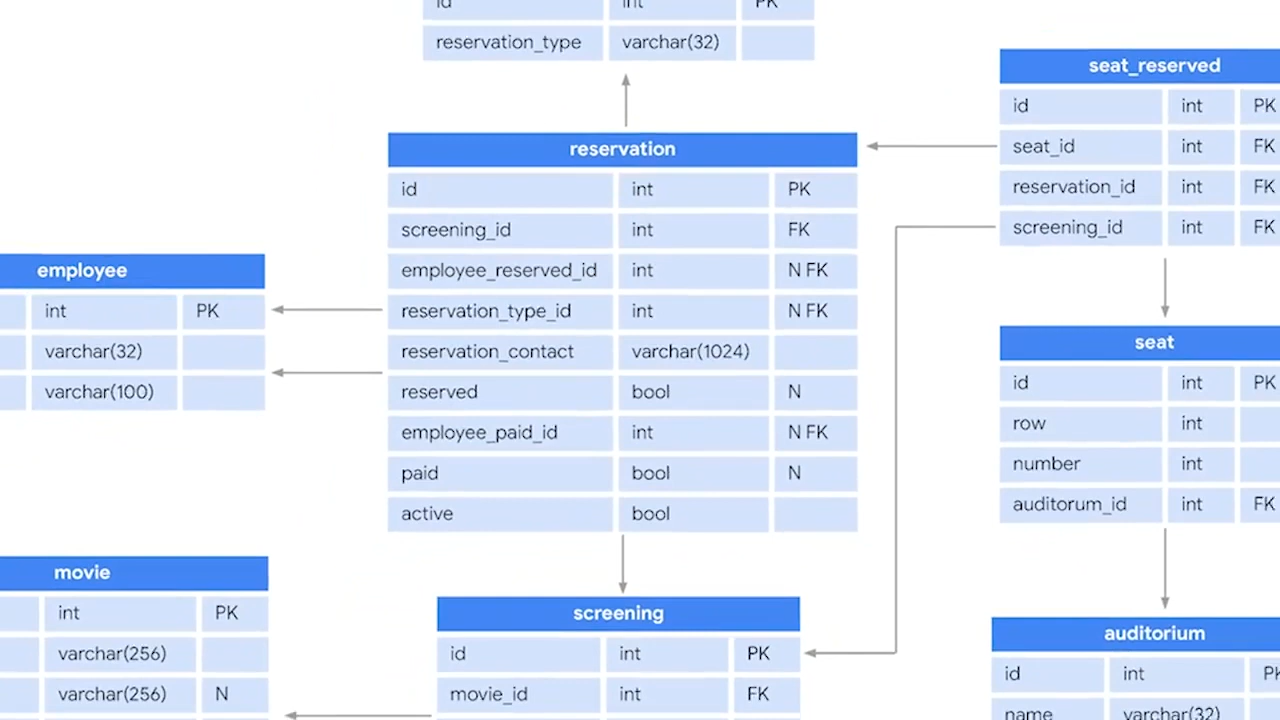 id int PK
reservation_type varchar(32)
reservation
id int PK
screening_id int FK
employee_reserved_id int N FK
reservation_type_id int N FK
reservation_contact varchar(1024)
reserved bool N
employee_paid_id int N FK
paid bool N
active bool
seat_reserved
id int PK
seat_id int FK
reservation_id int FK
screening_id int FK
employee
int PK
varchar(32)
varchar(100)
seat
id int PK
row int
number int
auditorum_id int FK
movie
int PK
varchar(256)
varchar(256) N
screening
id int PK
movie_id int FK
auditorium
id int PK
name varchar(32)